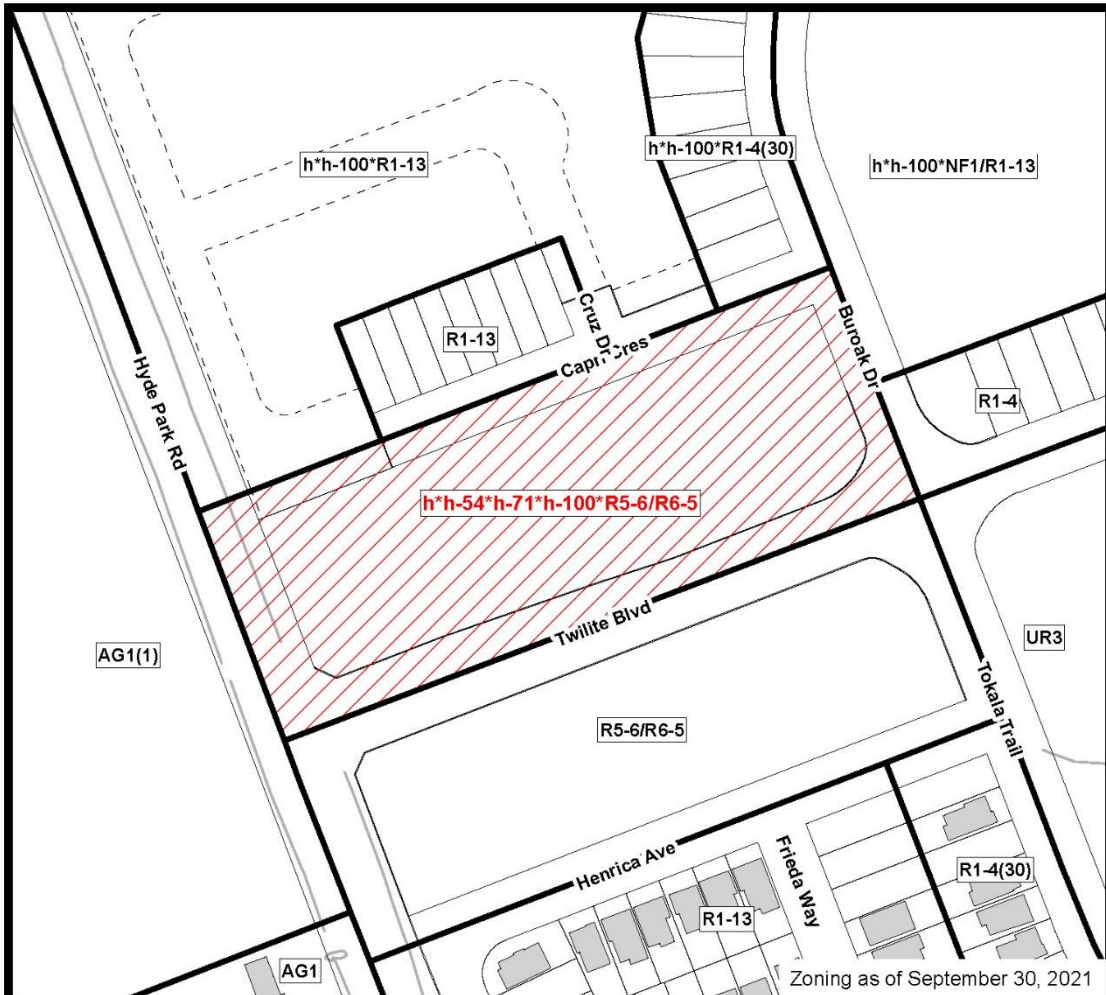 h*h-100*R1-13
h*h-100*R1-4(30)
h*h-100*NF1/R1-13
Cruz Dr
R1-13
Capri Cres
Buroak Dr
Hyde Park Rd
R1-4
h*h-54*h-71*h-100*R5-6/R6-5
Twilite Blvd
AG1(1)
UR3
Tokala Trail
R5-6/R6-5
Henrica Ave
Frieda Way
R1-4(30)
R1-13
AG1
Zoning as of September 30, 2021